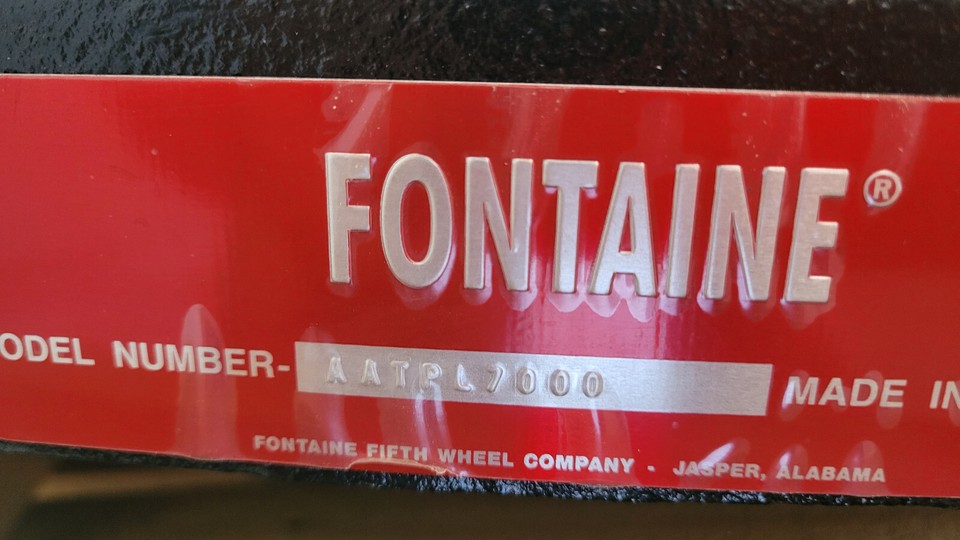 FONTAINE®
ODEL NUMBER- AATPL7000 MADE IN
FONTAINE FIFTH WHEEL COMPANY - JASPER, ALABAMA